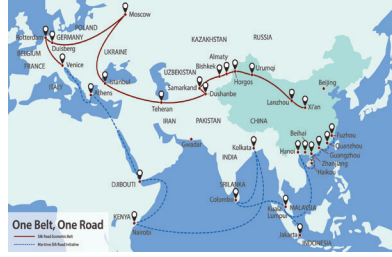 Moscow
Rotterdam
POLAND
GERMANY
Duisberg
BELGIUM
UKRAINE
FRANCE
Venice
ITALY
Istanbul
Athens
KAZAKHSTAN
RUSSIA
Almaty
Bishkek
Horgos
Urumqi
UZBEKISTAN
Samarkand
Dushanbe
Beijing
Teheran
Lanzhou
Xi'an
IRAN
PAKISTAN
CHINA
Gwadar
Kolkata
INDIA
Beihai
Fuzhou
Quanzhou
Hanoi
Guangzhou
Zhanjiang
Haikou
DJIBOUTI
SRILANKA
Colombo
Kuala
Lumpur
MALAYSIA
KENYA
Nairobi
Jakarta
INDONESIA
One Belt, One Road
Silk Road Economic Belt
Maritime Silk Road Initiative